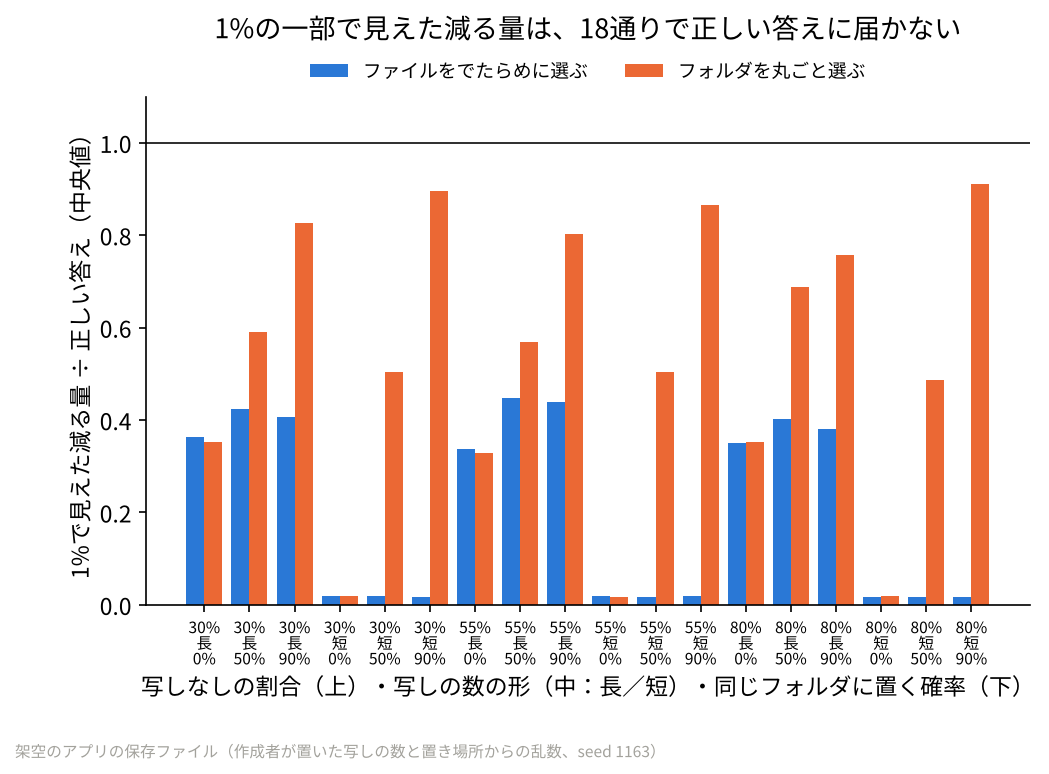 1%の一部で見えた減る量は、18通りで正しい答えに届かない
ファイルをでたらめに選ぶ フォルダを丸ごと選ぶ
1%で見えた減る量 ÷ 正しい答え（中央値）
1.0
0.8
0.6
0.4
0.2
0.0
30% 30% 30% 30% 30% 30% 55% 55% 55% 55% 55% 55% 80% 80% 80% 80% 80% 80%
長 長 長 短 短 短 長 長 長 短 短 短 長 長 長 短 短 短
0% 50% 90% 0% 50% 90% 0% 50% 90% 0% 50% 90% 0% 50% 90% 0% 50% 90%
写しなしの割合（上）・写しの数の形（中：長／短）・同じフォルダに置く確率（下）
架空のアプリの保存ファイル（作成者が置いた写しの数と置き場所からの乱数、seed 1163）